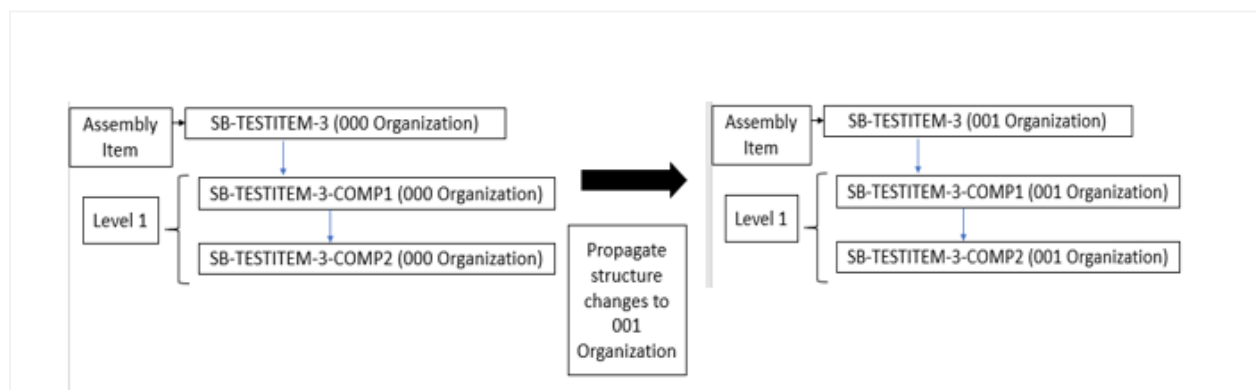 Assembly
Item
SB-TESTITEM-3 (000 Organization)
Level 1
SB-TESTITEM-3-COMP1 (000 Organization)
SB-TESTITEM-3-COMP2 (000 Organization)
Propagate
structure
changes to
001
Organization
Assembly
Item
SB-TESTITEM-3 (001 Organization)
Level 1
SB-TESTITEM-3-COMP1 (001 Organization)
SB-TESTITEM-3-COMP2 (001 Organization)